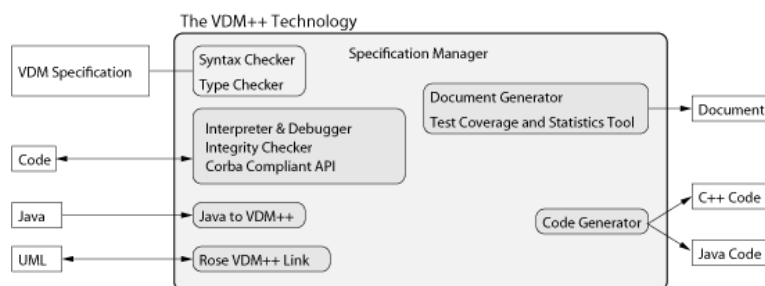 The VDM++ Technology
Specification Manager
VDM Specification
Syntax Checker
Type Checker
Document Generator
Test Coverage and Statistics Tool
Document
Code
Interpreter & Debugger
Integrity Checker
Corba Compliant API
Java
Java to VDM++
Code Generator
C++ Code
Java Code
UML
Rose VDM++ Link